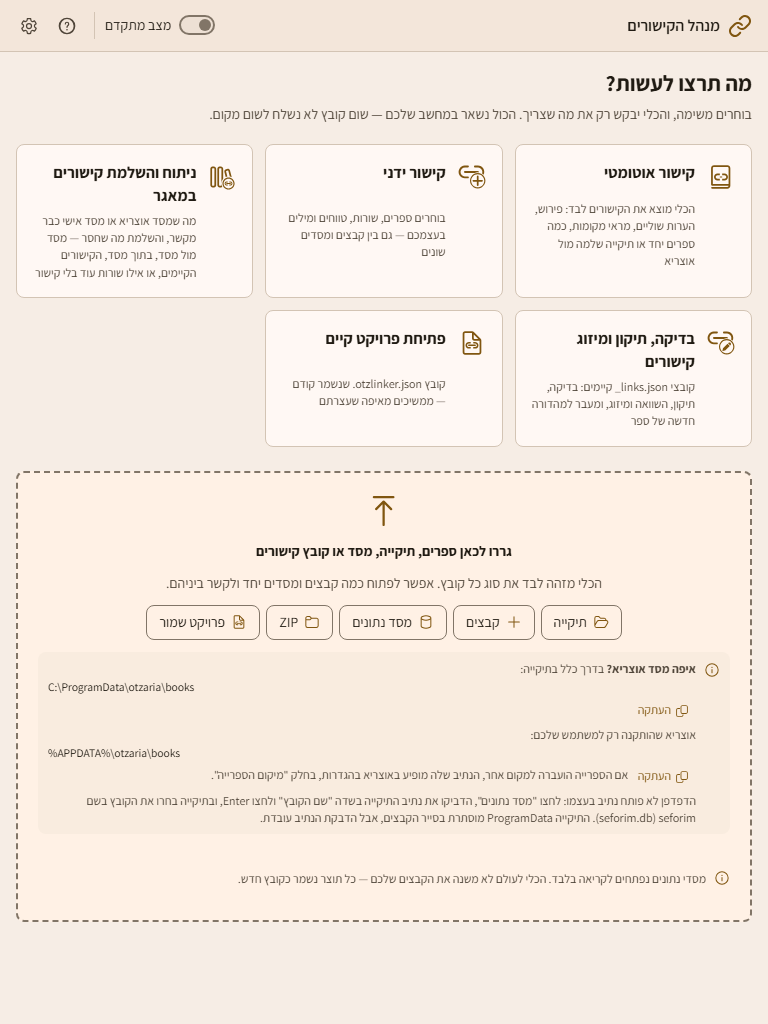 מנהל הקישורים
מצב מתקדם
מה תרצו לעשות?
בוחרים משימה, והכלי יבקש רק את מה שצריך. הכול נשאר במחשב שלכם — שום קובץ לא נשלח לשום מקום.
קישור אוטומטי
הכלי מוצא את הקישורים לבד: פירוש,
הערות שוליים, מראי מקומות, כמה
ספרים יחד או תיקייה שלמה מול
אוצריא
קישור ידני
בוחרים ספרים, שורות, טווחים ומילים
בעצמכם — גם בין קבצים ומסדים
שונים
ניתוח והשלמת קישורים
במאגר
מה שמסד אוצריא או מסד אישי כבר
מקשר, והשלמת מה שחסר — מסד
מול מסד, בתוך מסד, הקישורים
הקיימים, או אילו שורות עוד בלי קישור
בדיקה, תיקון ומיזוג
קישורים
קובצי links.json_ קיימים: בדיקה,
תיקון, השוואה ומיזוג, ומעבר למהדורה
חדשה של ספר
פתיחת פרויקט קיים
קובץ otzlinker.json. שנשמר קודם
— ממשיכים מאיפה שעצרתם
גררו לכאן ספרים, תיקייה, מסד או קובץ קישורים
הכלי מזהה לבד את סוג כל קובץ. אפשר לפתוח כמה קבצים ומסדים יחד ולקשר ביניהם.
תיקייה
קבצים
מסד נתונים
ZIP
פרויקט שמור
איפה מסד אוצריא? בדרך כלל בתיקייה:
C:\ProgramData\otzaria\books
העתקה
אוצריא שהותקנה רק למשתמש שלכם:
%APPDATA%\otzaria\books
העתקה אם הספרייה הועברה למקום אחר, הנתיב שלה מופיע באוצריא בהגדרות, בחלק "מיקום הספרייה".
הדפדפן לא פותח נתיב בעצמו: לחצו "מסד נתונים", הדביקו את נתיב התיקייה בשדה "שם הקובץ" ולחצו Enter, ובתיקייה בחרו את הקובץ בשם
seforim (seforim.db). התיקייה ProgramData מוסתרת בסייר הקבצים, אבל הדבקת הנתיב עובדת.
מסדי נתונים נפתחים לקריאה בלבד. הכלי לעולם לא משנה את הקבצים שלכם — כל תוצר נשמר כקובץ חדש.